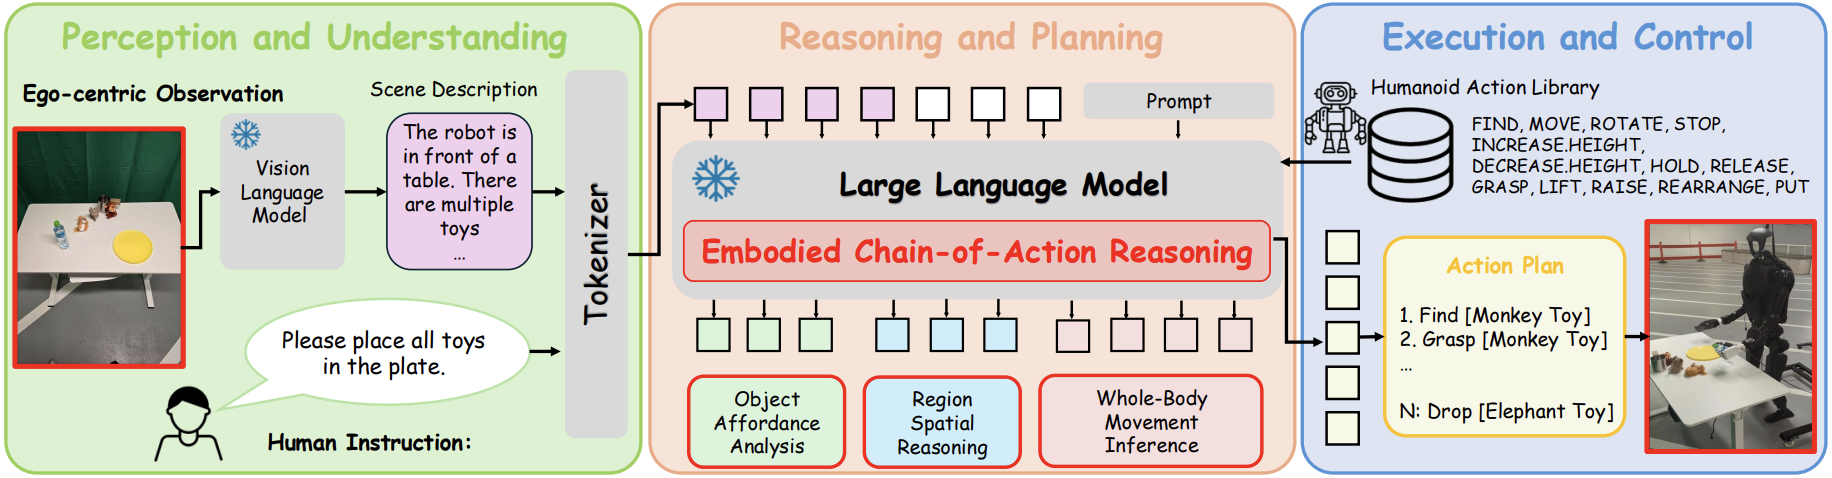 Perception and Understanding
Ego-centric Observation
Vision
Language
Model
Scene Description
The robot is
in front of a
table. There
are multiple
toys
...
Please place all toys
in the plate.
Human Instruction:
Tokenizer
Reasoning and Planning
Prompt
Large Language Model
Embodied Chain-of-Action Reasoning
Object
Affordance
Analysis
Region
Spatial
Reasoning
Whole-Body
Movement
Inference
Execution and Control
Humanoid Action Library
FIND, MOVE, ROTATE, STOP,
INCREASE.HEIGHT,
DECREASE.HEIGHT, HOLD, RELEASE,
GRASP, LIFT, RAISE, REARRANGE, PUT
Action Plan
1. Find [Monkey Toy]
2. Grasp [Monkey Toy]
...
N: Drop [Elephant Toy]